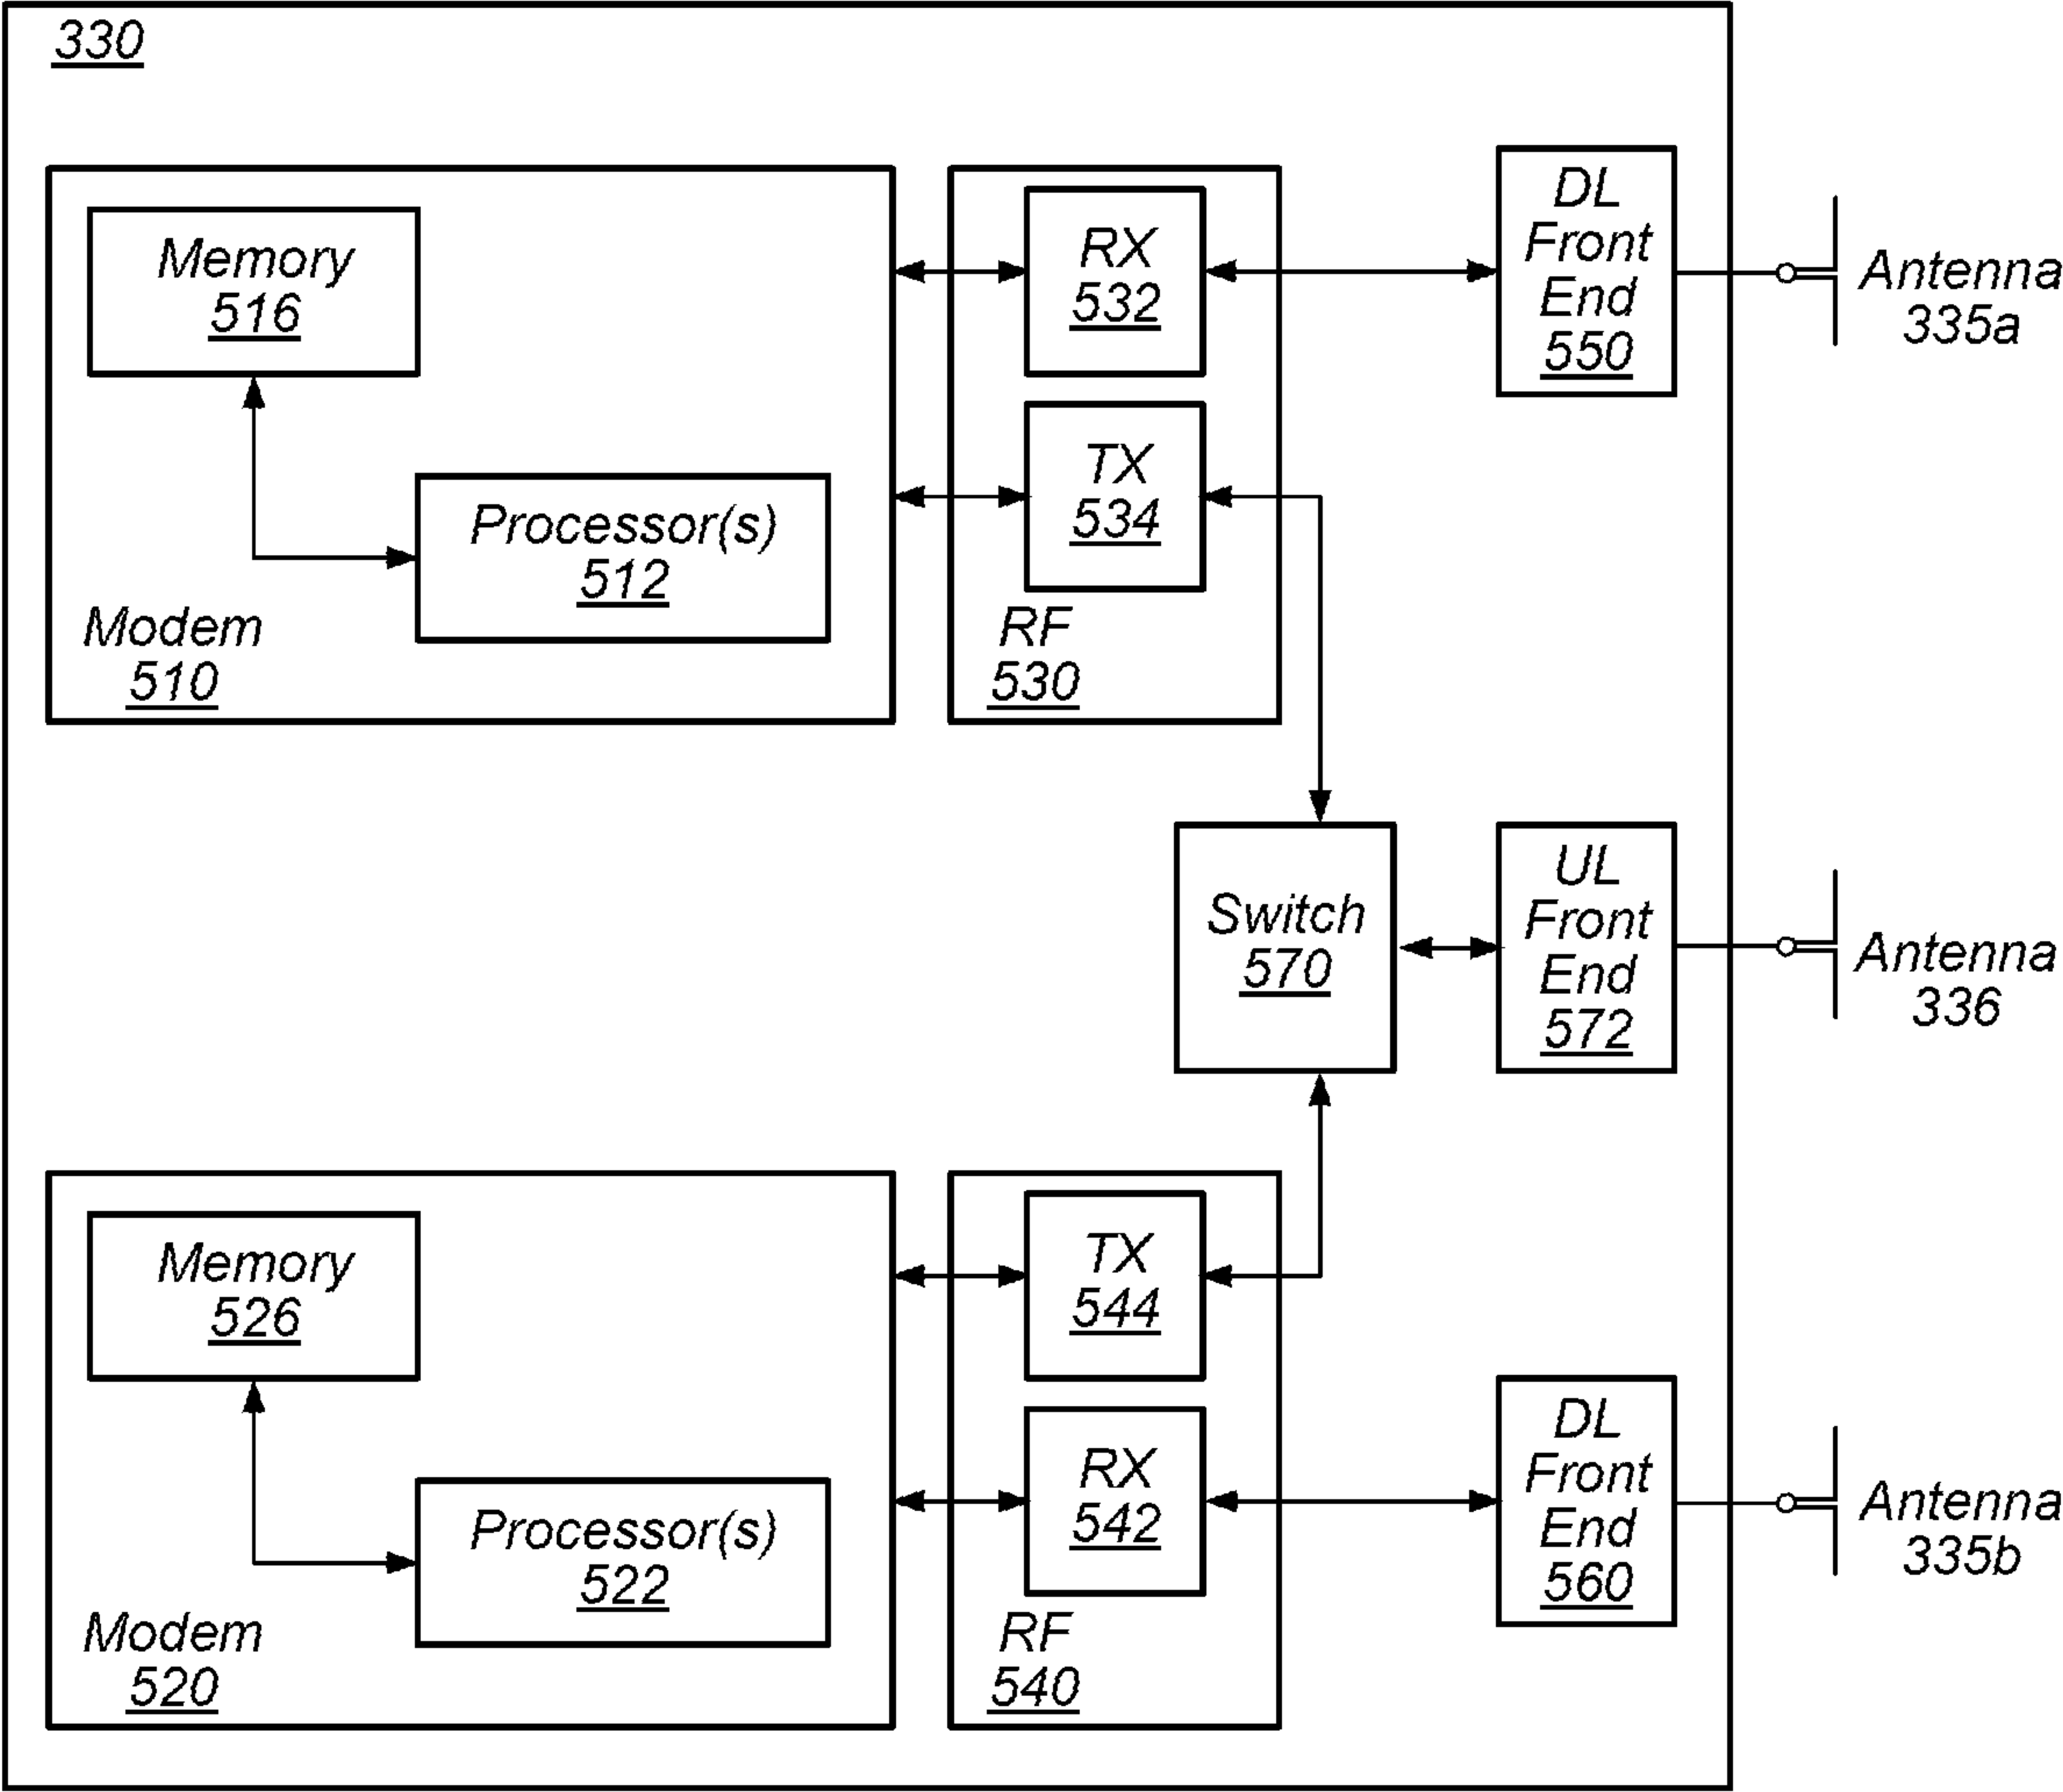 330
Memory
516
Processor(s)
512
Modem
510
RX
532
TX
534
RF
530
DL
Front
End
550
Antenna
335a
Switch
570
UL
Front
End
572
Antenna
336
Memory
526
Processor(s)
522
Modem
520
TX
544
RX
542
RF
540
DL
Front
End
560
Antenna
335b